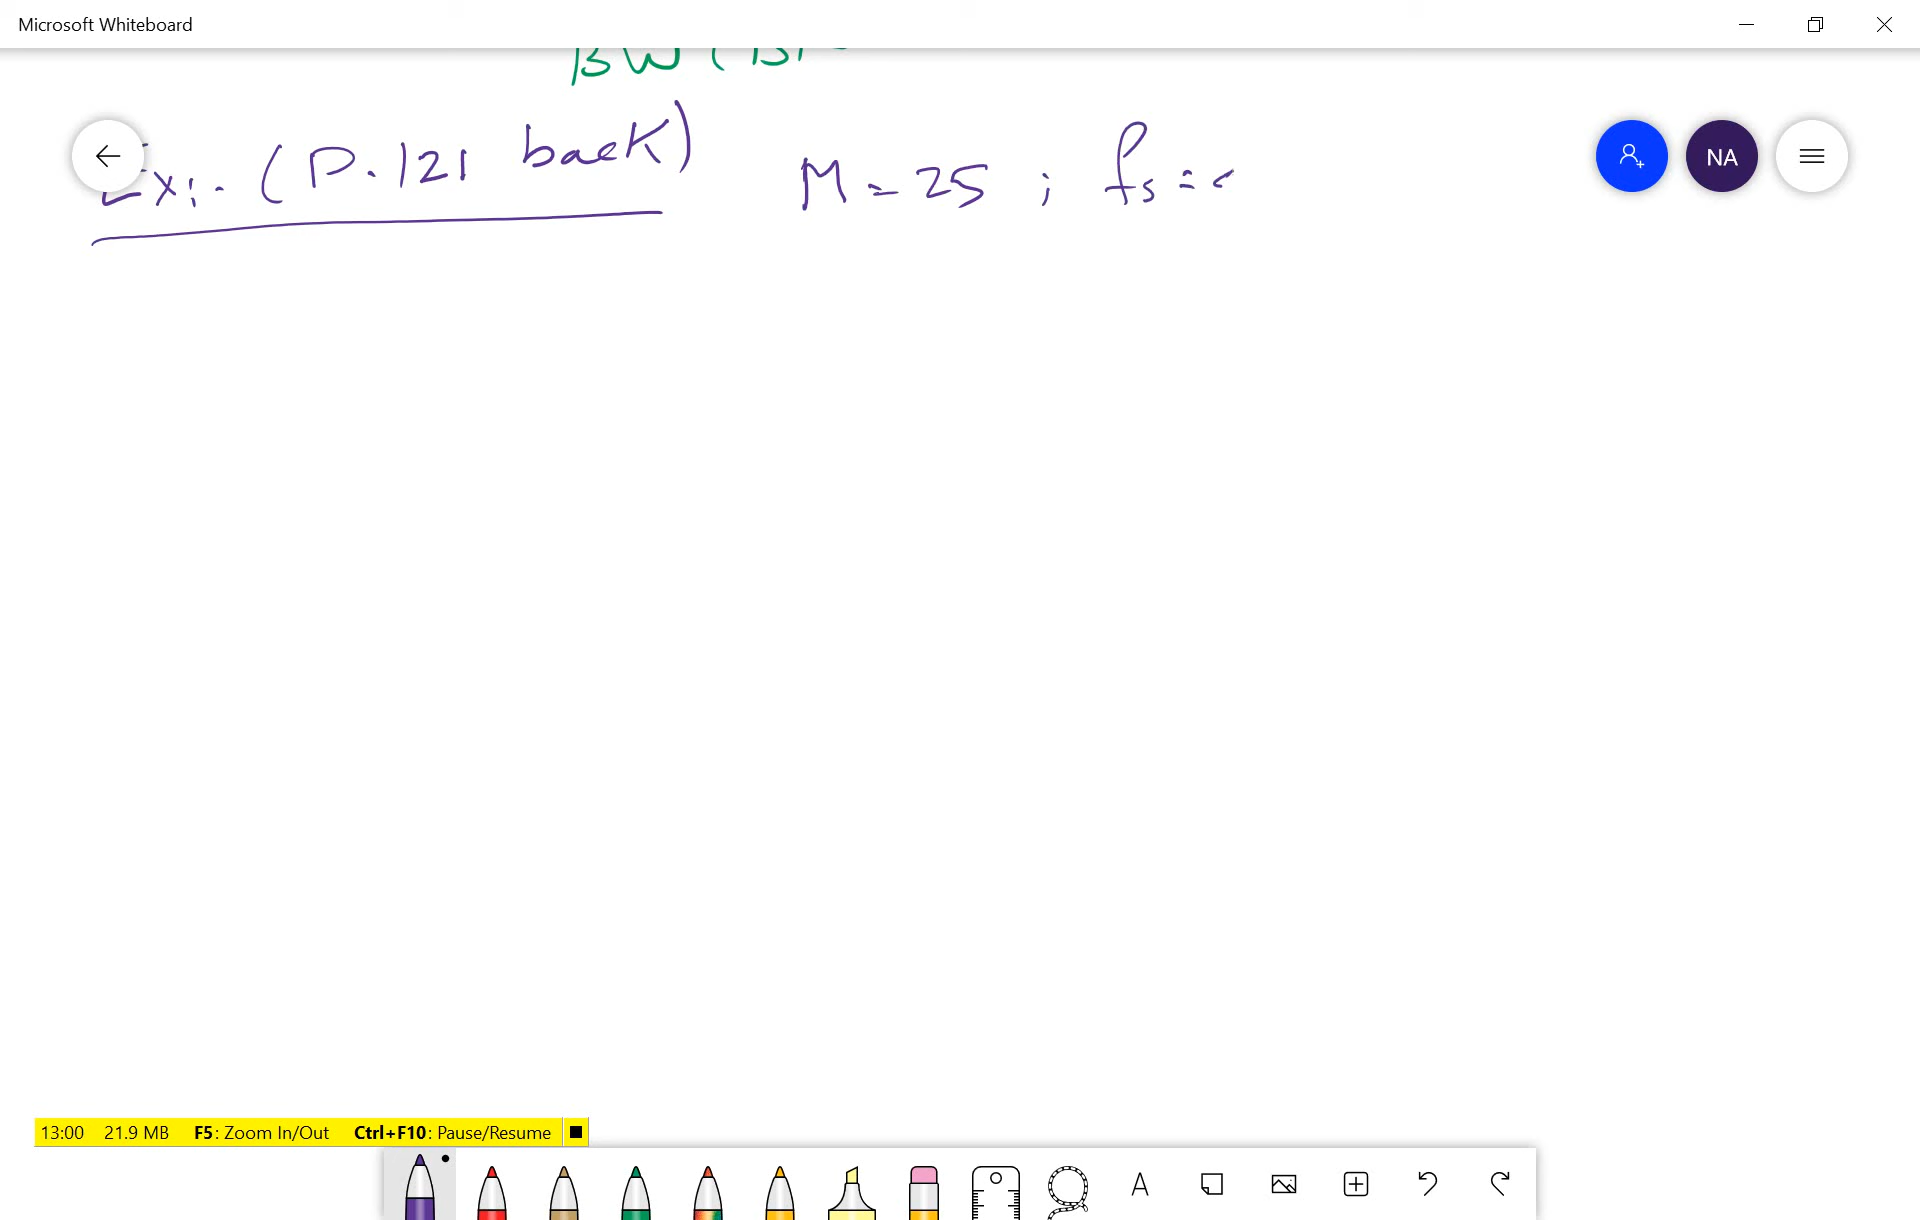 Microsoft Whiteboard
BW
Ex:- (P.121 back) M = 25 ; fs =
NA
13:00 21.9 MB F5: Zoom In/Out Ctrl+F10: Pause/Resume
A